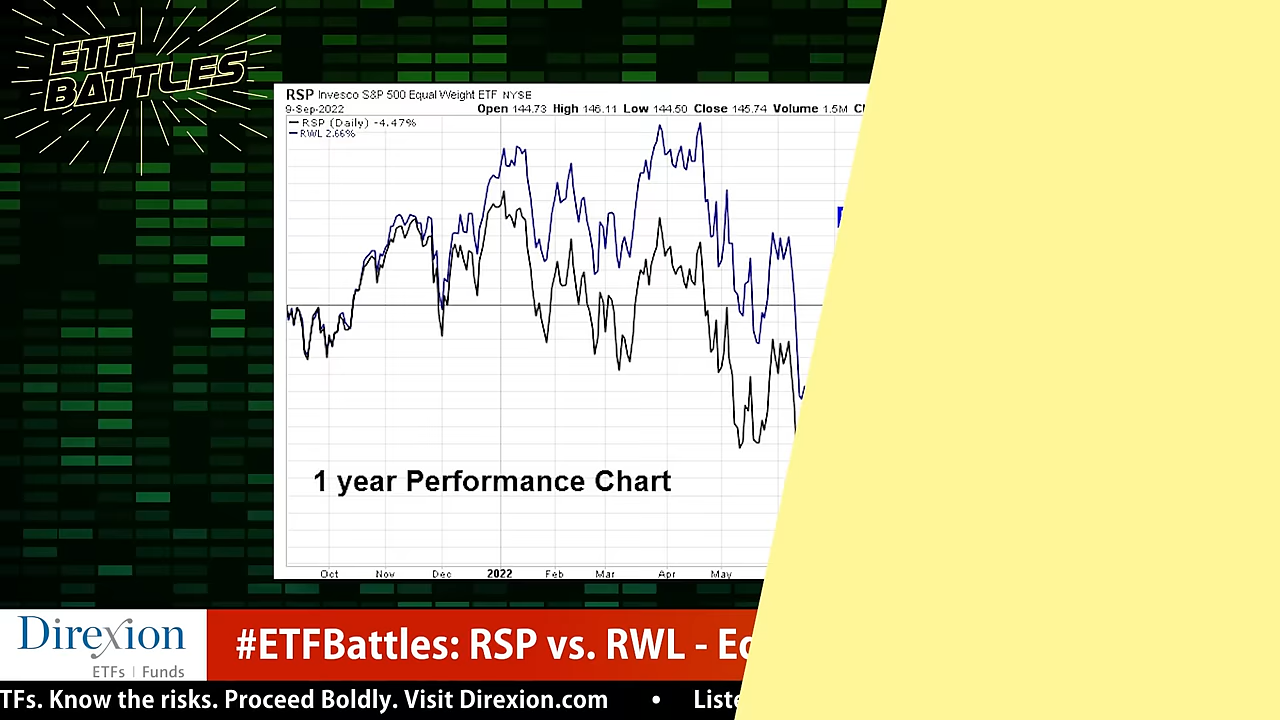 ETF
BATTLES
RSP Invesco S&P 500 Equal Weight ETF NYSE
9-Sep-2022
Open 144.73 High 146.11 Low 144.50 Close 145.74 Volume 1.5M
RSP (Daily) -4.47%
RWL 2.66%
1 year Performance Chart
Oct Nov Dec 2022 Feb Mar Apr May
Direxion
ETFs | Funds
#ETFBattles: RSP vs. RWL -
TFs. Know the risks. Proceed Boldly. Visit Direxion.com •